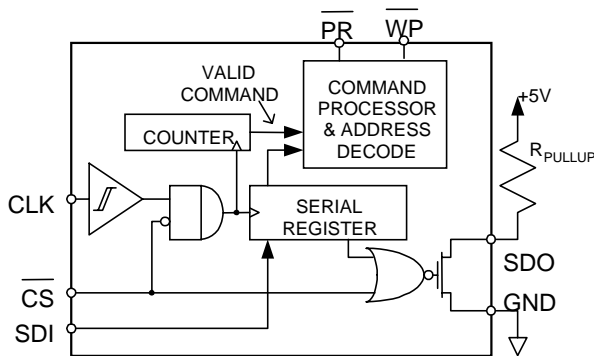 PR WP
VALID
COMMAND
COMMAND
PROCESSOR
& ADDRESS
DECODE
+5V
COUNTER
RPULLUP
CLK
SERIAL
REGISTER
SDO
CS
GND
SDI